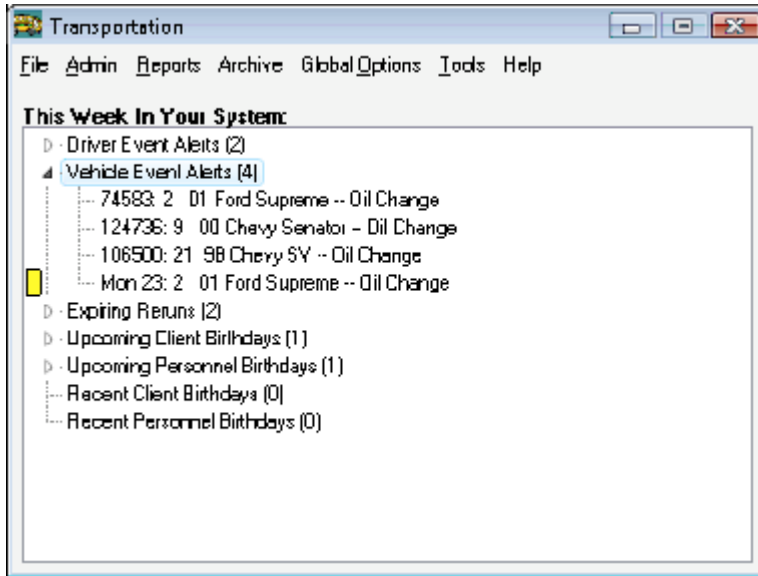 Transportation
File Admin Reports Archive Global Options Tools Help
This Week In Your System:
Driver Event Alerts (2)
Vehicle Event Alerts (4)
74583: 2 01 Ford Supreme -- Oil Change
124736: 9 00 Chevy Senator -- Oil Change
106500: 21 98 Chevy SV -- Oil Change
Mon 23: 2 01 Ford Supreme -- Oil Change
Expiring Reruns (2)
Upcoming Client Birthdays (1)
Upcoming Personnel Birthdays (1)
Recent Client Birthdays (0)
Recent Personnel Birthdays (0)